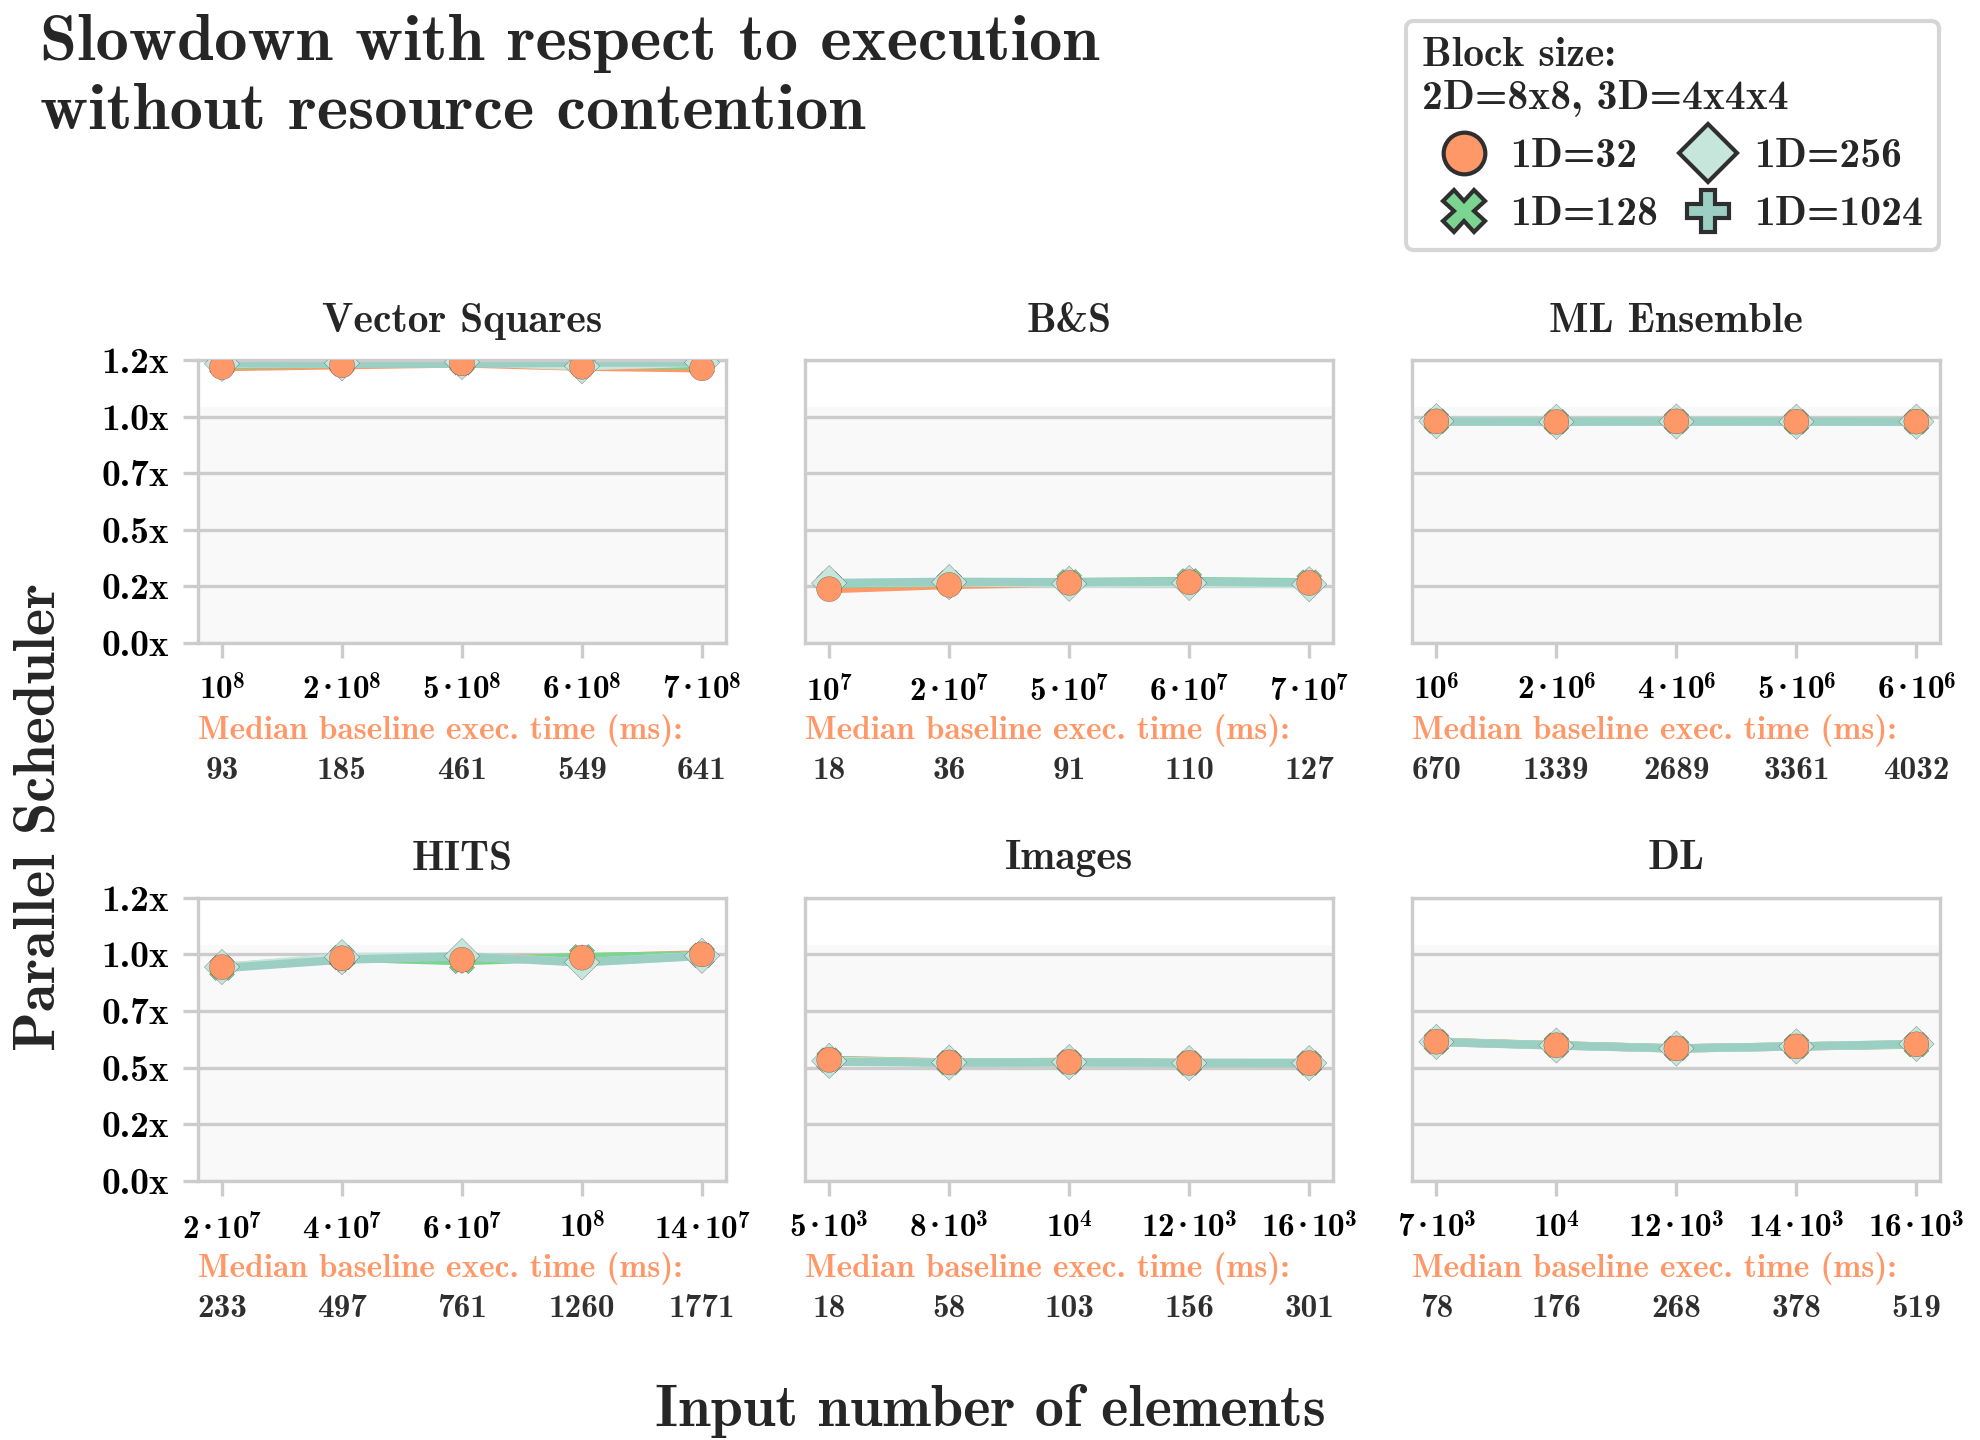 Slowdown with respect to execution
without resource contention
Block size:
2D=8x8, 3D=4x4x4
1D=32
1D=256
1D=128
1D=1024
Parallel Scheduler
Vector Squares
1.2x
1.0x
0.7x
0.5x
0.2x
0.0x
10⁸ 2·10⁸ 5·10⁸ 6·10⁸ 7·10⁸
Median baseline exec. time (ms):
93 185 461 549 641
B&S
10⁷ 2·10⁷ 5·10⁷ 6·10⁷ 7·10⁷
Median baseline exec. time (ms):
18 36 91 110 127
ML Ensemble
10⁶ 2·10⁶ 4·10⁶ 5·10⁶ 6·10⁶
Median baseline exec. time (ms):
670 1339 2689 3361 4032
HITS
1.2x
1.0x
0.7x
0.5x
0.2x
0.0x
2·10⁷ 4·10⁷ 6·10⁷ 10⁸ 14·10⁷
Median baseline exec. time (ms):
233 497 761 1260 1771
Images
5·10³ 8·10³ 10⁴ 12·10³ 16·10³
Median baseline exec. time (ms):
18 58 103 156 301
DL
7·10³ 10⁴ 12·10³ 14·10³ 16·10³
Median baseline exec. time (ms):
78 176 268 378 519
Input number of elements